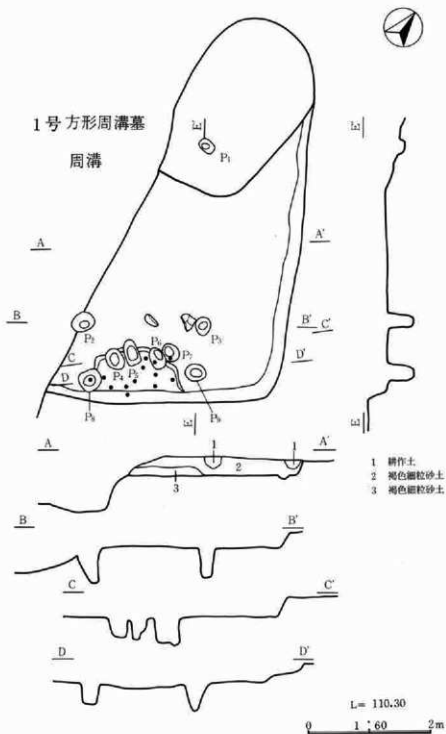 1号方形周溝墓
周溝
E'
P₁
E'
A
A'
B
B'
C'
P₂
P₃
P₆
P₇
C
D'
D
P₄
P₅
P₈
P₉
E
E
A
A'
1
1
2
3
1 耕作土
2 褐色細粒砂土
3 褐色細粒砂土
B
B'
C
C'
D
D'
L= 110.30
0 1:60 2m